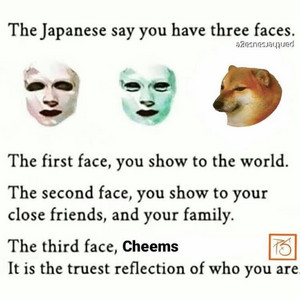 The Japanese say you have three faces.
The first face, you show to the world.
The second face, you show to your
close friends, and your family.
The third face, Cheems
It is the truest reflection of who you are